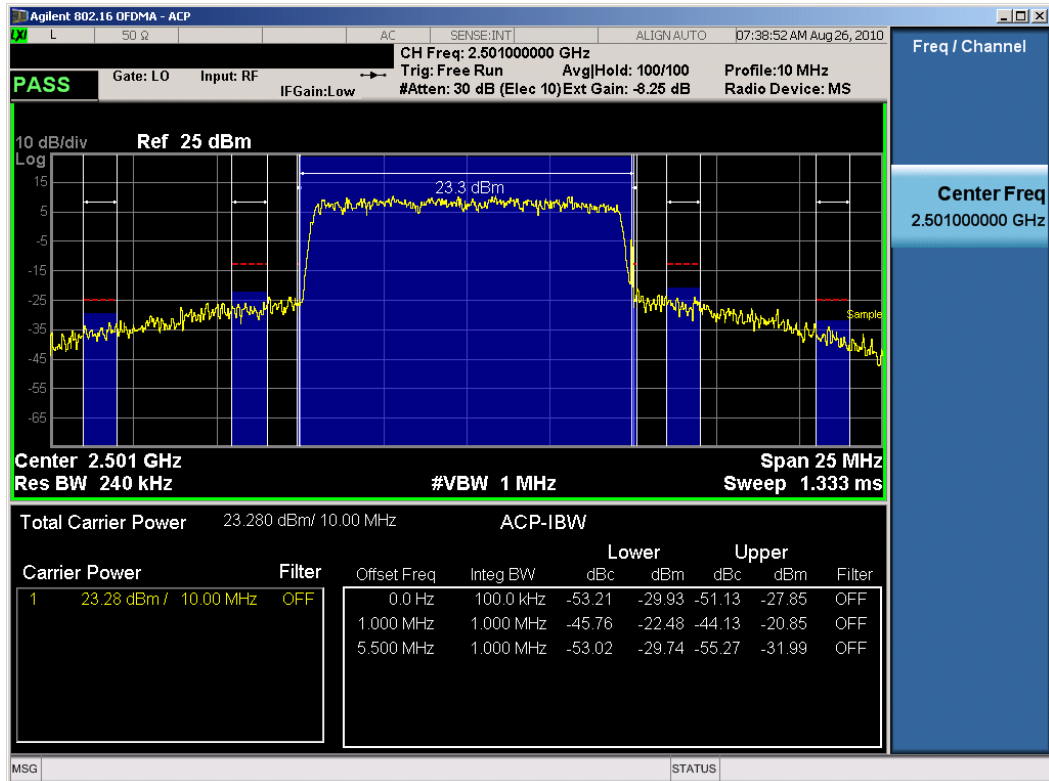 Agilent 802.16 OFDMA - ACP
LXI L 50 Ω AC SENSE:INT ALIGN AUTO 07:38:52 AM Aug 26, 2010
CH Freq: 2.501000000 GHz
PASS Gate: LO Input: RF Trig: Free Run Avg|Hold: 100/100 Profile:10 MHz
IFGain:Low #Atten: 30 dB (Elec 10) Ext Gain: -8.25 dB Radio Device: MS
Freq / Channel
Center Freq
2.501000000 GHz
10 dB/div Ref 25 dBm
Log
15
23.3 dBm
5
-5
-15
-25
Sample
-35
-45
-55
-65
Center 2.501 GHz Span 25 MHz
Res BW 240 kHz #VBW 1 MHz Sweep 1.333 ms
Total Carrier Power 23.280 dBm/ 10.00 MHz ACP-IBW
Lower Upper
Carrier Power Filter Offset Freq Integ BW dBc dBm dBc dBm Filter
1 23.28 dBm / 10.00 MHz OFF 0.0 Hz 100.0 kHz -53.21 -29.93 -51.13 -27.85 OFF
1.000 MHz 1.000 MHz -45.76 -22.48 -44.13 -20.85 OFF
5.500 MHz 1.000 MHz -53.02 -29.74 -55.27 -31.99 OFF
MSG STATUS